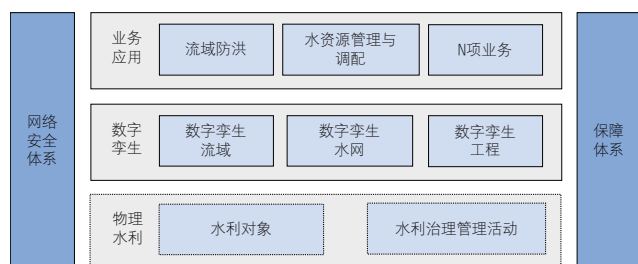 网络
安全
体系
业务
应用
流域防洪
水资源管理与
调配
N项业务
数字
孪生
数字孪生
流域
数字孪生
水网
数字孪生
工程
物理
水利
水利对象
水利治理管理活动
保障
体系